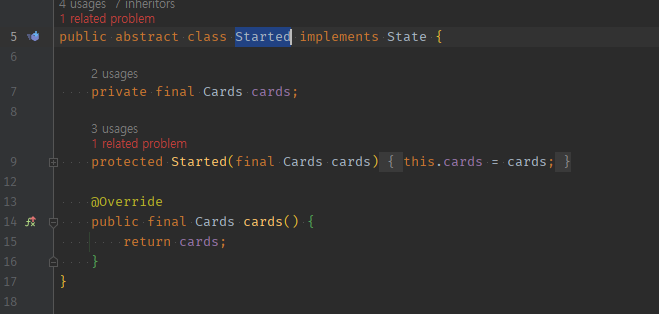 4 usages 7 inheritors
1 related problem
5 public abstract class Started implements State {
6
2 usages
7 private final Cards cards;
8
3 usages
1 related problem
9 protected Started(final Cards cards) { this.cards = cards; }
12
13 @Override
14 public final Cards cards() {
15 return cards;
16 }
17 }
18